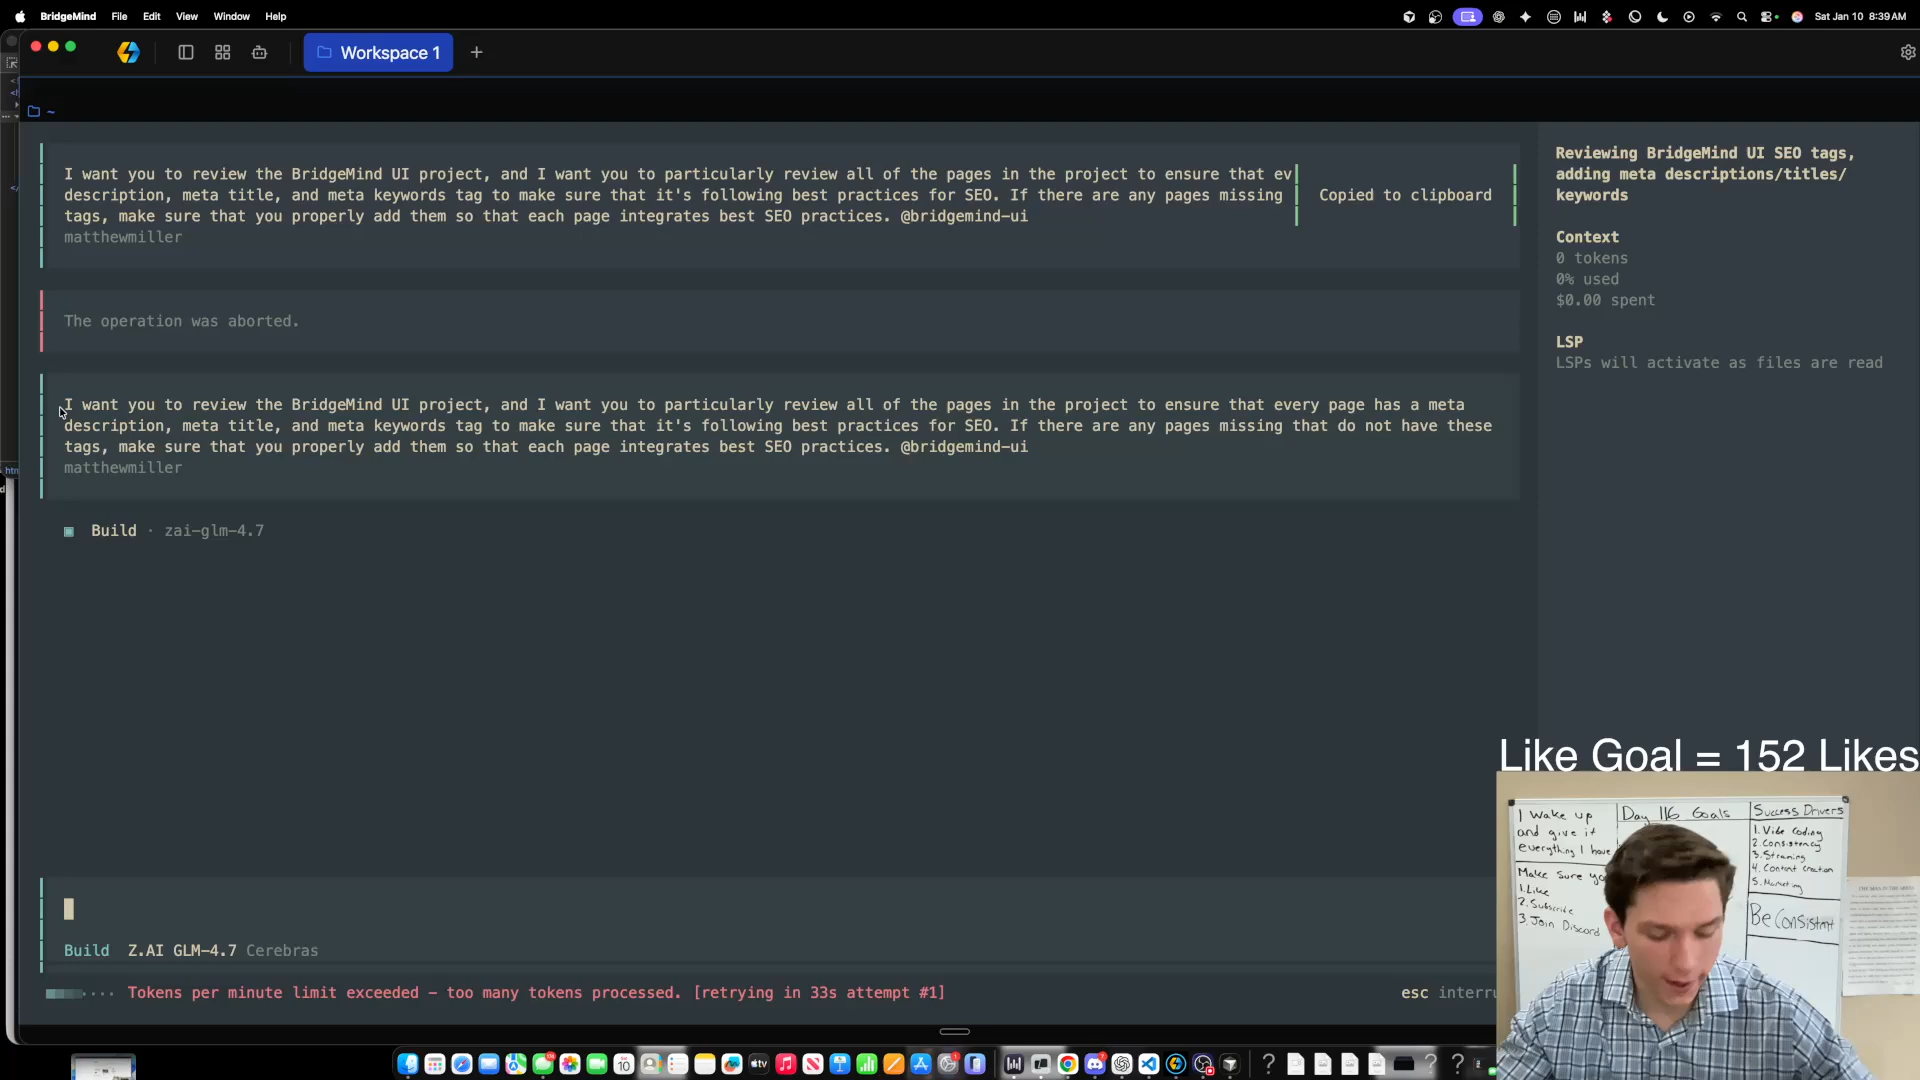 BridgeMind File Edit View Window Help
Sat Jan 10 8:39 AM
Workspace 1
~
I want you to review the BridgeMind UI project, and I want you to particularly review all of the pages in the project to ensure that ev
description, meta title, and meta keywords tag to make sure that it's following best practices for SEO. If there are any pages missing
tags, make sure that you properly add them so that each page integrates best SEO practices. @bridgemind-ui
matthewmiller
Copied to clipboard
The operation was aborted.
I want you to review the BridgeMind UI project, and I want you to particularly review all of the pages in the project to ensure that every page has a meta
description, meta title, and meta keywords tag to make sure that it's following best practices for SEO. If there are any pages missing that do not have these
tags, make sure that you properly add them so that each page integrates best SEO practices. @bridgemind-ui
matthewmiller
Build · zai-glm-4.7
Build Z.AI GLM-4.7 Cerebras
Tokens per minute limit exceeded - too many tokens processed. [retrying in 33s attempt #1]
esc interru
Reviewing BridgeMind UI SEO tags,
adding meta descriptions/titles/
keywords
Context
0 tokens
0% used
$0.00 spent
LSP
LSPs will activate as files are read
Like Goal = 152 Likes
I Wake up
and give it
everything I have
Make sure yo
1. Like
2. Subscribe
3. Join Discord
Day 116 Goals
Success Drivers
1. Vibe Coding
2. Consistency
3. Streaming
4. Content Creation
5. Marketing
Be Consistent